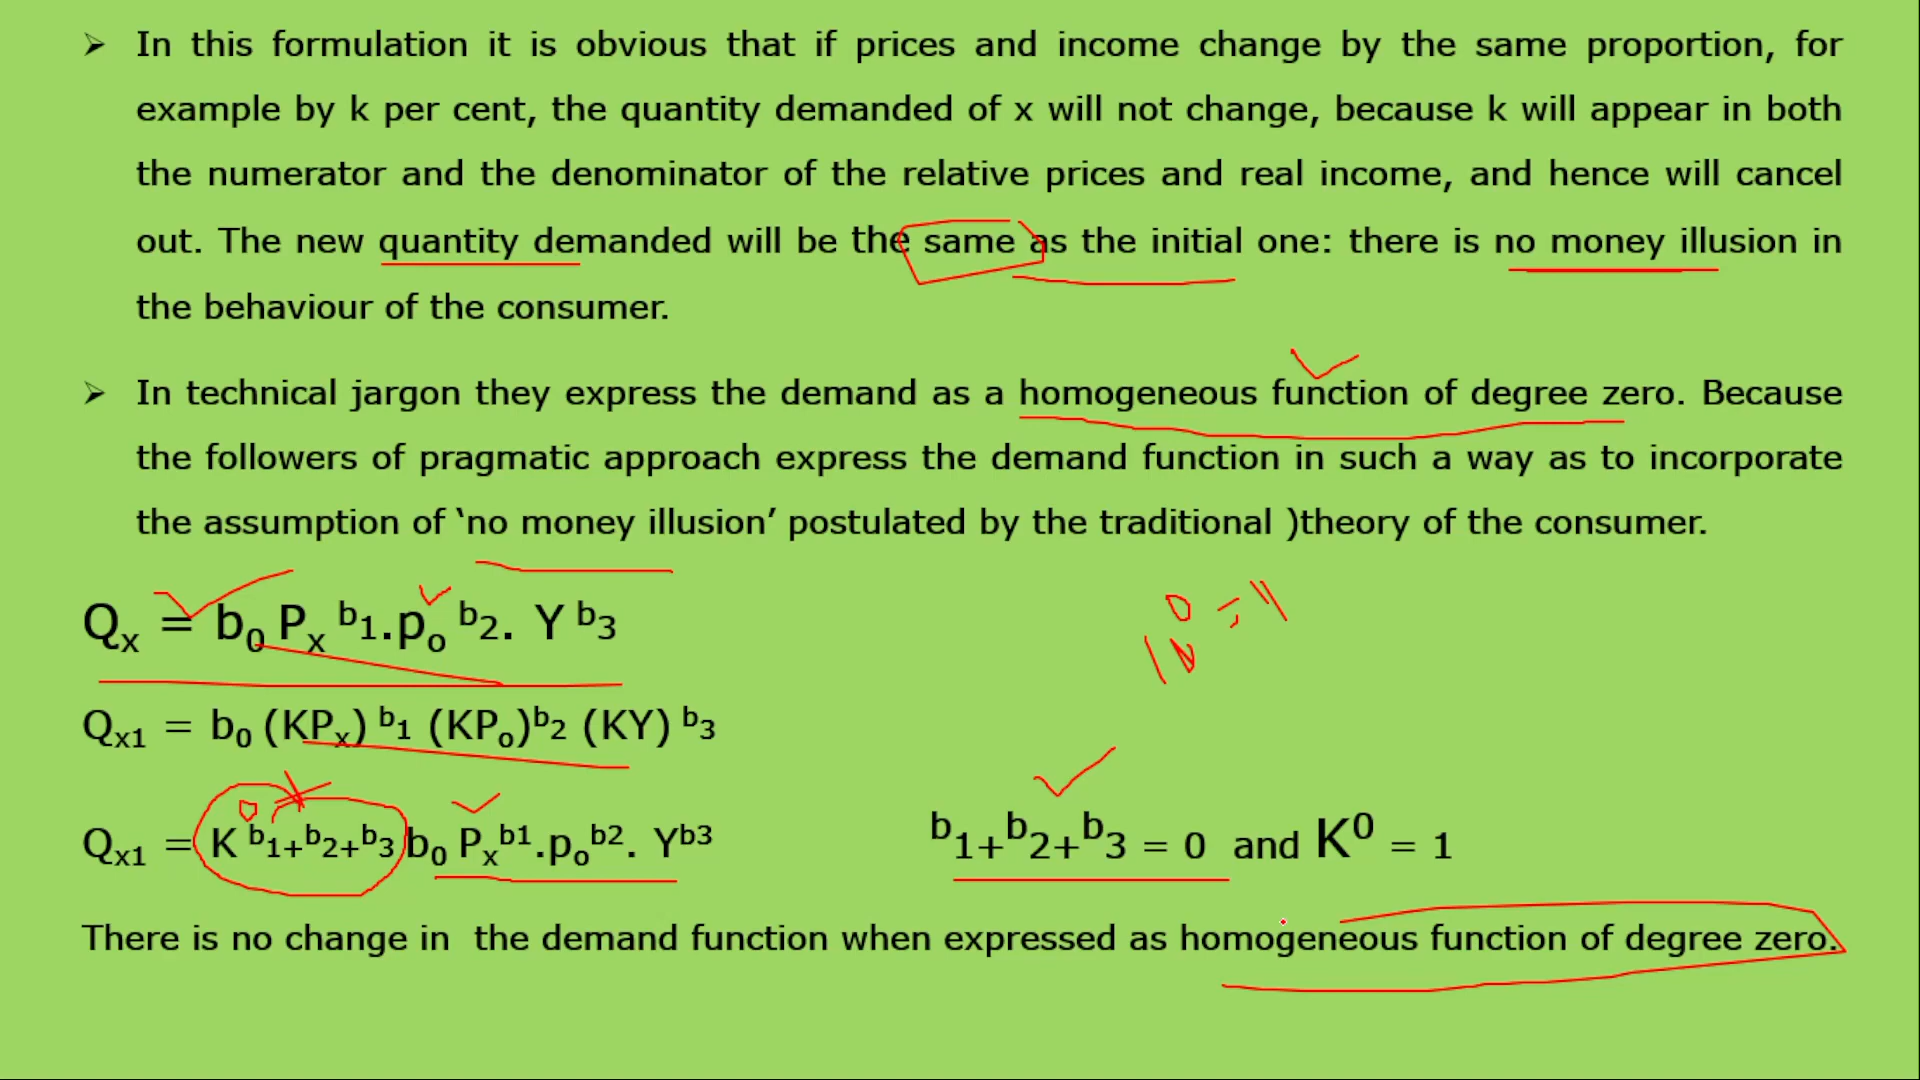 ➢ In this formulation it is obvious that if prices and income change by the same proportion, for
example by k per cent, the quantity demanded of x will not change, because k will appear in both
the numerator and the denominator of the relative prices and real income, and hence will cancel
out. The new quantity demanded will be the same as the initial one: there is no money illusion in
the behaviour of the consumer.
➢ In technical jargon they express the demand as a homogeneous function of degree zero. Because
the followers of pragmatic approach express the demand function in such a way as to incorporate
the assumption of ‘no money illusion’ postulated by the traditional )theory of the consumer.
Qₓ = b₀ Pₓ ᵇ₁.pₒ ᵇ₂. Y ᵇ₃
Qₓ₁ = b₀ (KPₓ) ᵇ₁ (KPₒ)ᵇ₂ (KY) ᵇ₃
0
Qₓ₁ = K ᵇ₁₊ᵇ₂₊ᵇ₃ b₀ Pₓᵇ¹.pₒᵇ². Yᵇ³ ᵇ₁₊ᵇ₂₊ᵇ₃ = 0 and K⁰ = 1
There is no change in the demand function when expressed as homogeneous function of degree zero.